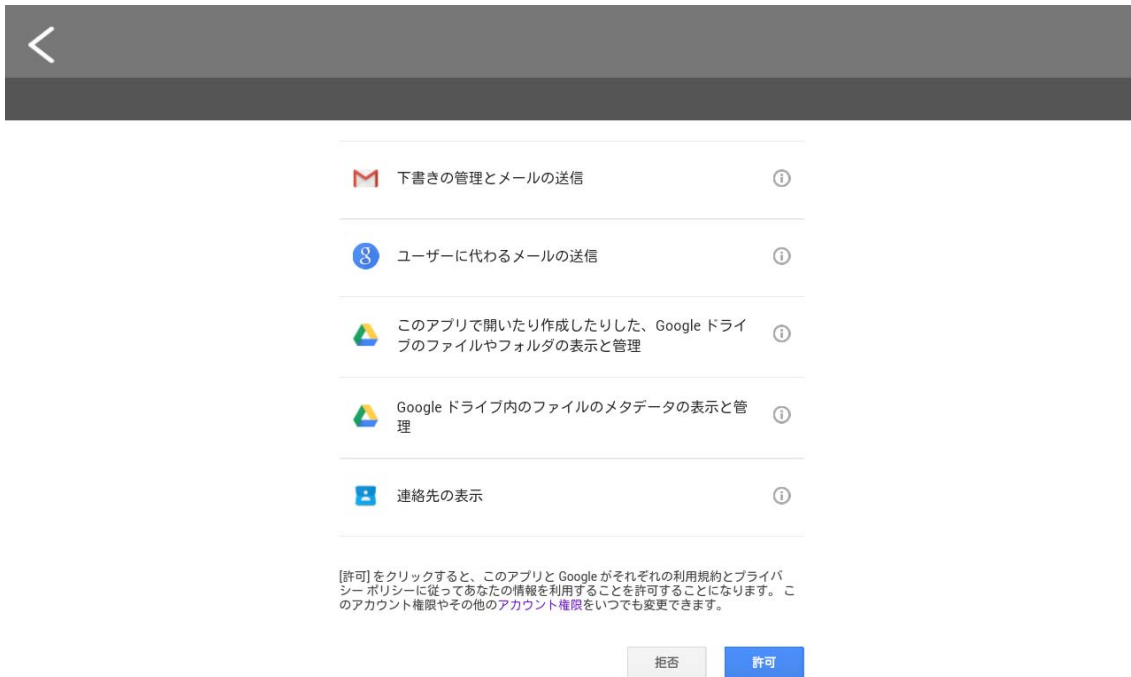 下書きの管理とメールの送信
ユーザーに代わるメールの送信
このアプリで開いたり作成したりした、Google ドライ
ブのファイルやフォルダの表示と管理
Google ドライブ内のファイルのメタデータの表示と管
理
連絡先の表示
[許可] をクリックすると、このアプリと Google がそれぞれの利用規約とプライバ
シー ポリシーに従ってあなたの情報を利用することを許可することになります。 こ
のアカウント権限やその他のアカウント権限をいつでも変更できます。
拒否 許可